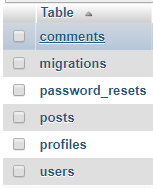 Table
comments
migrations
password_resets
posts
profiles
users